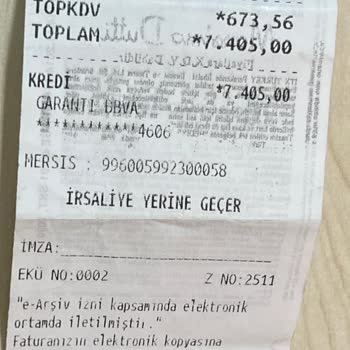 TOPKDV *673,56
TOPLAM *7.405,00
KREDİ *7.405,00
GARANTİ BBVA
************4606
MERSIS : 996005992300058
İRSALİYE YERİNE GEÇER
İMZA:
EKÜ NO:0002 Z NO:2511
"e-Arşiv izni kapsamında elektronik
ortamda iletilmiştir."
Faturanızın elektronik kopyasına